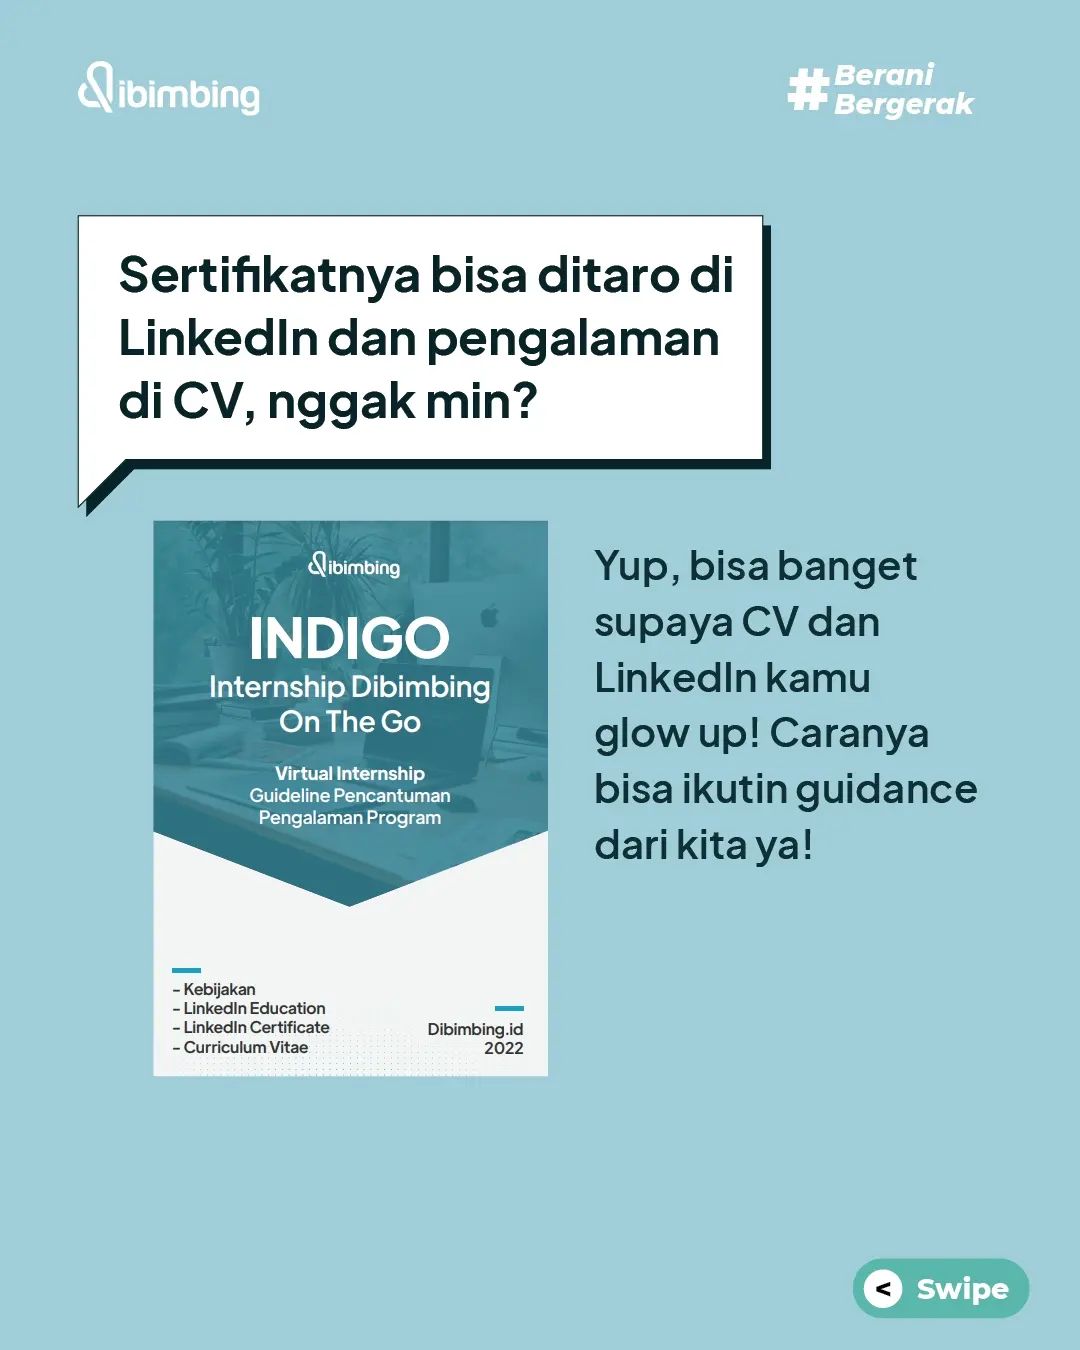 dibimbing
#Berani
Bergerak
Sertifikatnya bisa ditaro di
LinkedIn dan pengalaman
di CV, nggak min?
dibimbing
INDIGO
Internship Dibimbing
On The Go
Virtual Internship
Guideline Pencantuman
Pengalaman Program
– Kebijakan
– LinkedIn Education
– LinkedIn Certificate
– Curriculum Vitae
Dibimbing.id
2022
Yup, bisa banget
supaya CV dan
LinkedIn kamu
glow up! Caranya
bisa ikutin guidance
dari kita ya!
< Swipe